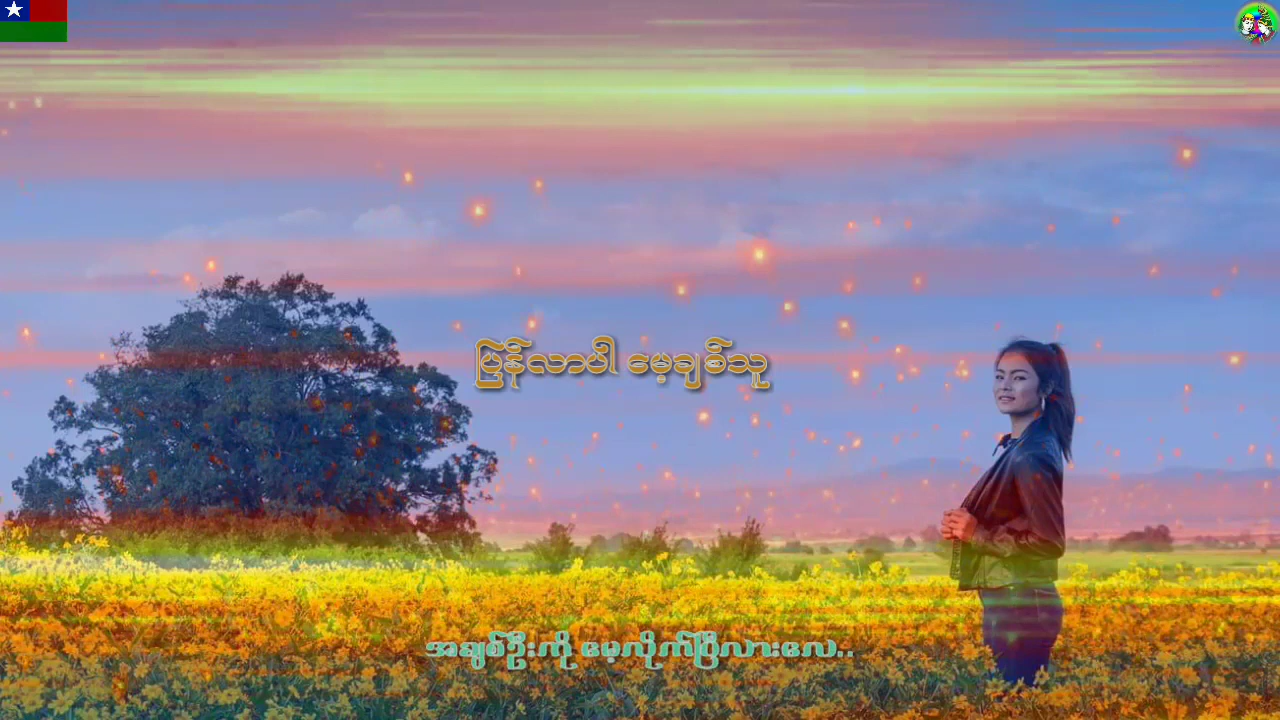 ပြန်လာပါ မေ့ချစ်သူ
အချစ်ဦးကို မေ့လိုက်ပြီလားလေ..